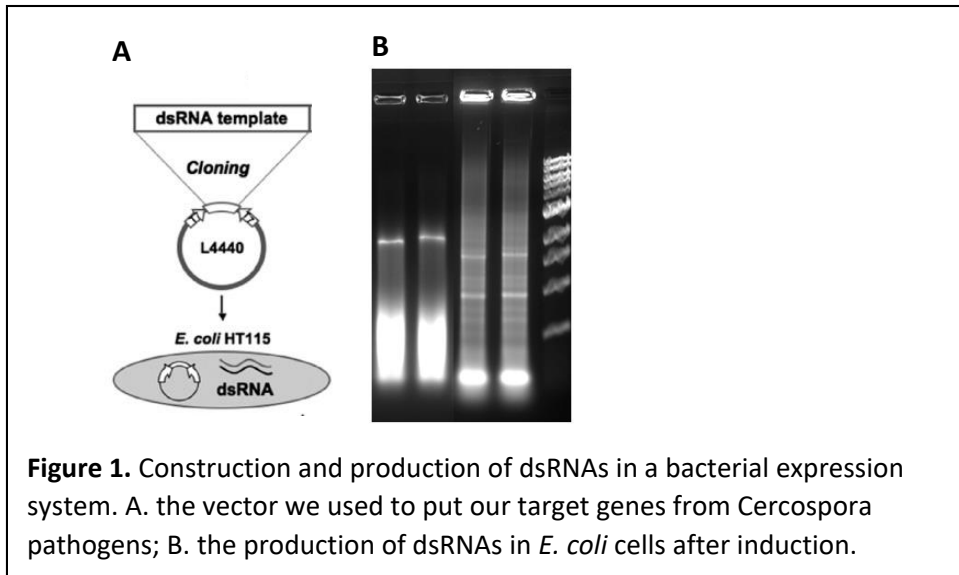 A
B
dsRNA template
Cloning
L4440
E. coli HT115
dsRNA
Figure 1. Construction and production of dsRNAs in a bacterial expression
system. A. the vector we used to put our target genes from Cercospora
pathogens; B. the production of dsRNAs in E. coli cells after induction.